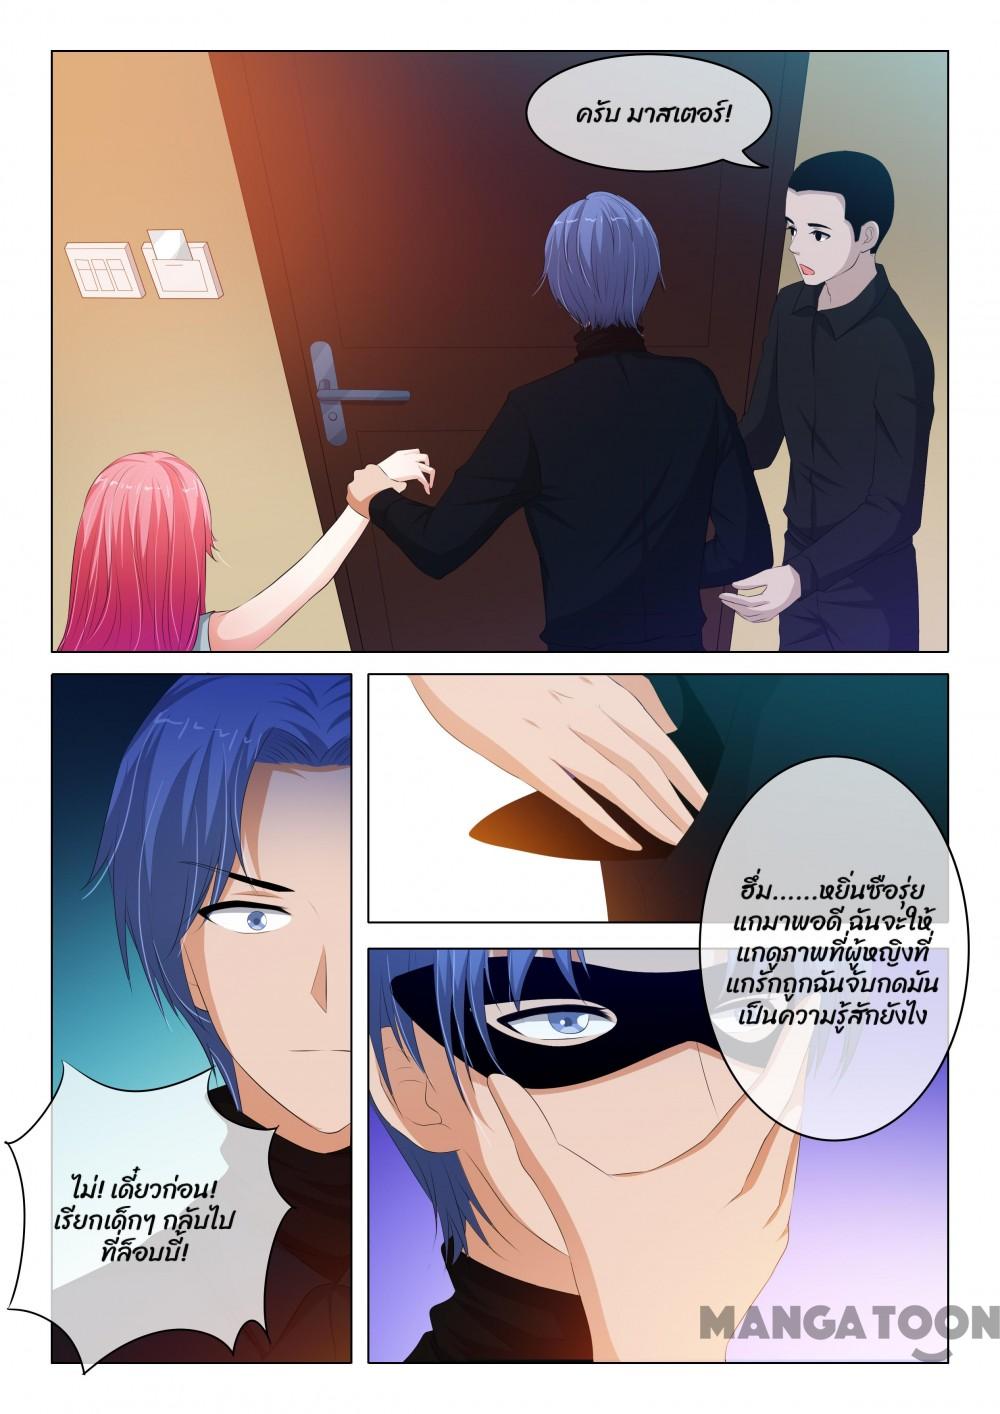 ครับ มาสเตอร์!
ไม่! เดี๋ยวก่อน!
เรียกเด็กๆ กลับไป
ที่ล็อบบี้!
ฮึ่ม......หยิ่นซือรุ่ย
แกมาพอดี ฉันจะให้
แกดูภาพที่ผู้หญิงที่
แกรักถูกฉันจับกดมัน
เป็นความรู้สักยังไง
MANGATOON